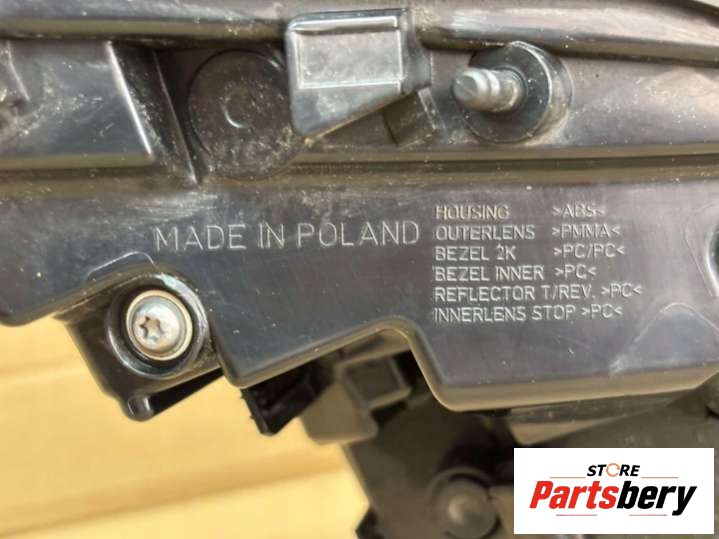 MADE IN POLAND
HOUSING >ABS<
OUTERLENS >PMMA<
BEZEL 2K >PC/PC<
BEZEL INNER >PC<
REFLECTOR T/REV. >PC<
INNERLENS STOP >PC<
STORE
Partsbery